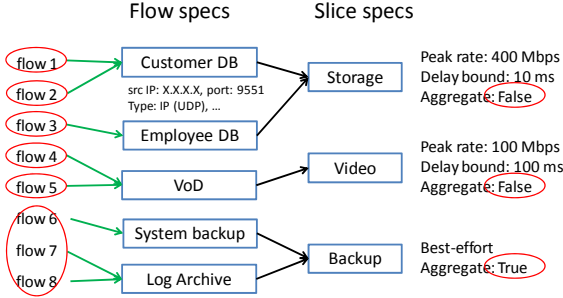 Flow specs
Slice specs
flow 1
flow 2
flow 3
flow 4
flow 5
flow 6
flow 7
flow 8
Customer DB
src IP: X.X.X.X, port: 9551
Type: IP (UDP), ...
Employee DB
VoD
System backup
Log Archive
Storage
Video
Backup
Peak rate: 400 Mbps
Delay bound: 10 ms
Aggregate: False
Peak rate: 100 Mbps
Delay bound: 100 ms
Aggregate: False
Best-effort
Aggregate: True